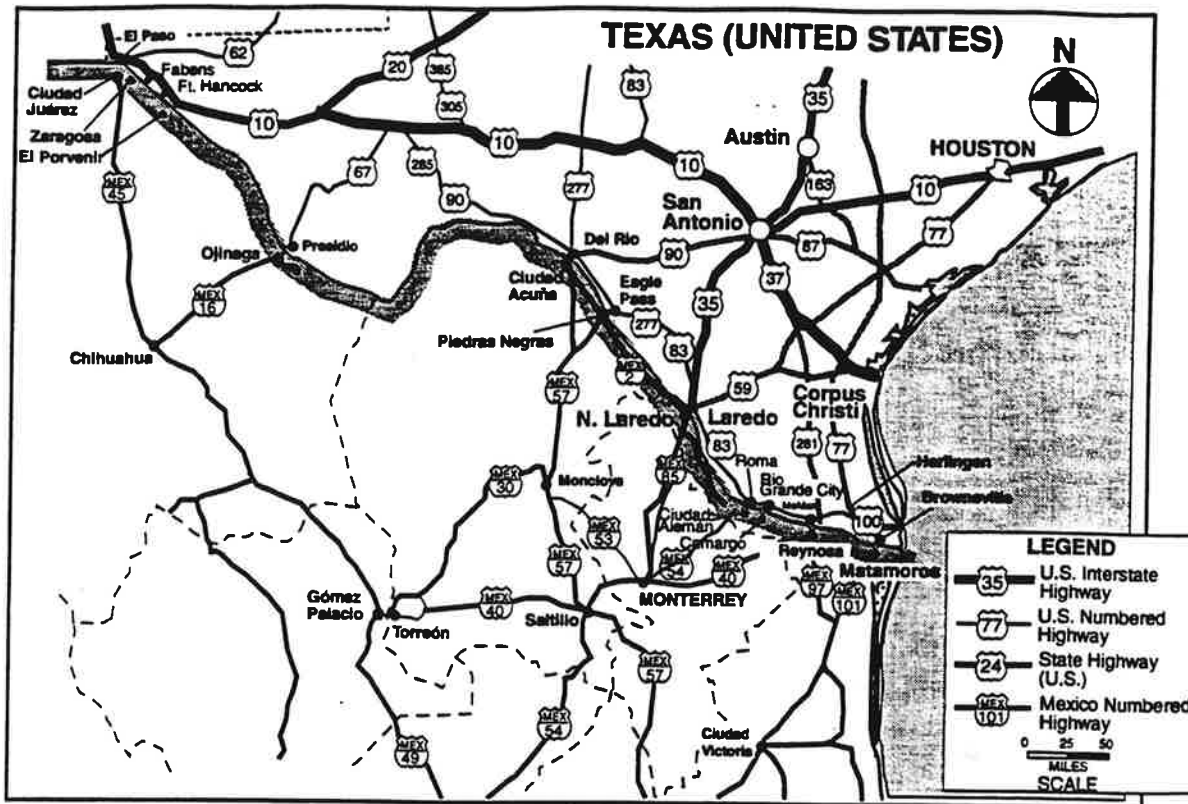 TEXAS (UNITED STATES)
N
El Paso
62
20
385
83
35
Fabens
Ft. Hancock
Ciudad
Juárez
305
Zaragosa
El Porvenir
10
10
Austin
HOUSTON
10
163
10
MEX
45
67
285
277
San
Antonio
90
77
Presidio
Del Rio
90
87
Ojinaga
Ciudad
Acuña
Eagle
Pass
37
MEX
16
35
277
Piedras Negras
83
Chihuahua
MEX
2
MEX
57
59
Corpus
Christi
N. Laredo
Laredo
83
281
77
Harlingen
MEX
85
Roma
Rio
Grande City
MEX
30
Monclova
Brownsville
Ciudad
Alemán
100
MEX
53
Camargo
Reynosa
MEX
57
MEX
54
MEX
40
Matamoros
MEX
97
MEX
101
Gómez
Palacio
MEX
40
MONTERREY
Torreón
Saltillo
MEX
57
MEX
54
Ciudad
Victoria
MEX
49
LEGEND
35
U.S. Interstate
Highway
77
U.S. Numbered
Highway
24
State Highway
(U.S.)
MEX
101
Mexico Numbered
Highway
0 25 50
MILES
SCALE